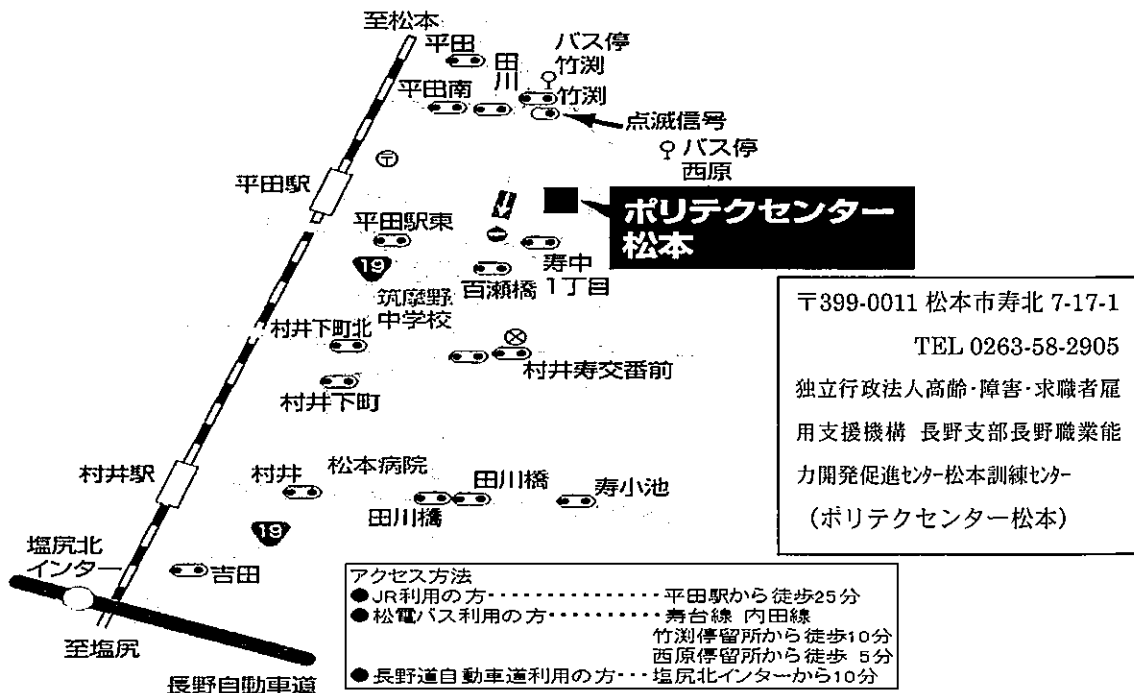 至松本
平田
田川
バス停
竹渕
平田南
竹渕
点滅信号
バス停
西原
〒
平田駅
ポリテクセンター
松本
平田駅東
寿中
1丁目
19
百瀬橋
筑摩野
中学校
村井下町北
村井寿交番前
村井下町
〒399-0011 松本市寿北 7-17-1
TEL 0263-58-2905
独立行政法人高齢･障害･求職者雇
用支援機構 長野支部長野職業能
力開発促進センター松本訓練センター
(ポリテクセンター松本)
村井駅
村井
松本病院
田川橋
田川橋
寿小池
19
塩尻北
インター
吉田
至塩尻
長野自動車道
アクセス方法
●JR利用の方‥‥‥‥‥‥‥平田駅から徒歩25分
●松電バス利用の方‥‥‥‥‥寿台線 内田線
竹渕停留所から徒歩10分
西原停留所から徒歩 5分
●長野道自動車道利用の方‥･塩尻北インターから10分